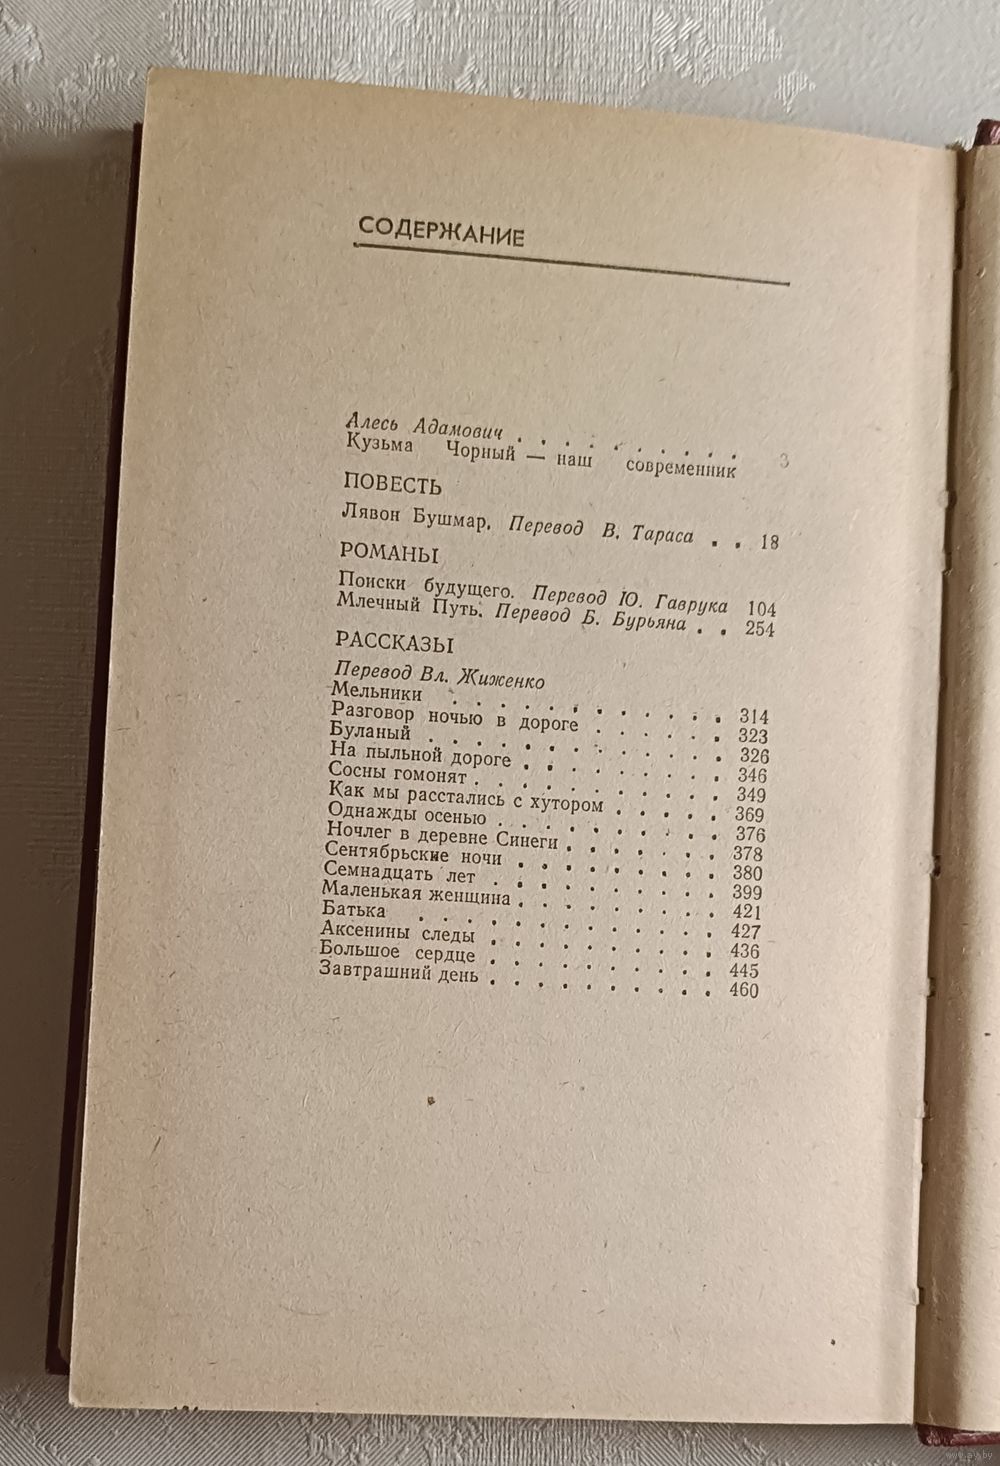 СОДЕРЖАНИЕ
Алесь Адамович . . . . . . . . . .
Кузьма Чорный — наш современник 3
ПОВЕСТЬ
Лявон Бушмар. Перевод В. Тараса . . 18
РОМАНЫ
Поиски будущего. Перевод Ю. Гаврука 104
Млечный Путь. Перевод Б. Бурьяна . . 254
РАССКАЗЫ
Перевод Вл. Жиженко
Мельники . . . . . . . . . . . . 314
Разговор ночью в дороге . . . . . . 323
Буланый . . . . . . . . . . . . . 326
На пыльной дороге . . . . . . . . . 346
Сосны гомонят . . . . . . . . . . . 349
Как мы расстались с хутором . . . . . 369
Однажды осенью . . . . . . . . . . 376
Ночлег в деревне Синеги . . . . . . . 378
Сентябрьские ночи . . . . . . . . . 380
Семнадцать лет . . . . . . . . . . 399
Маленькая женщина . . . . . . . . . 421
Батька . . . . . . . . . . . . . 427
Аксенины следы . . . . . . . . . . 436
Большое сердце . . . . . . . . . . 445
Завтрашний день . . . . . . . . . . 460
www.ay.by